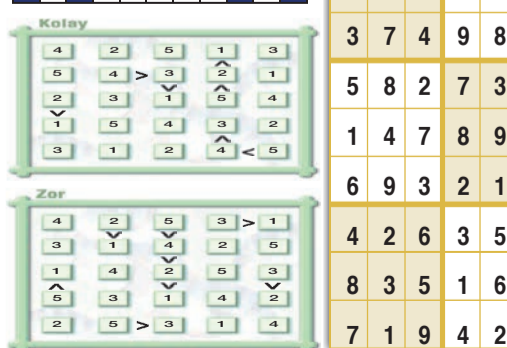 Kolay
4 2 5 1 3
^
5 4 > 3 2 1
v ^
2 3 1 5 4
v
1 5 4 3 2
^
3 1 2 4 < 5
Zor
4 2 5 3 > 1
v v
3 1 4 2 5
v
1 4 2 5 3
^ v v
5 3 1 4 2
2 5 > 3 1 4
3 7 4 9 8
5 8 2 7 3
1 4 7 8 9
6 9 3 2 1
4 2 6 3 5
8 3 5 1 6
7 1 9 4 2